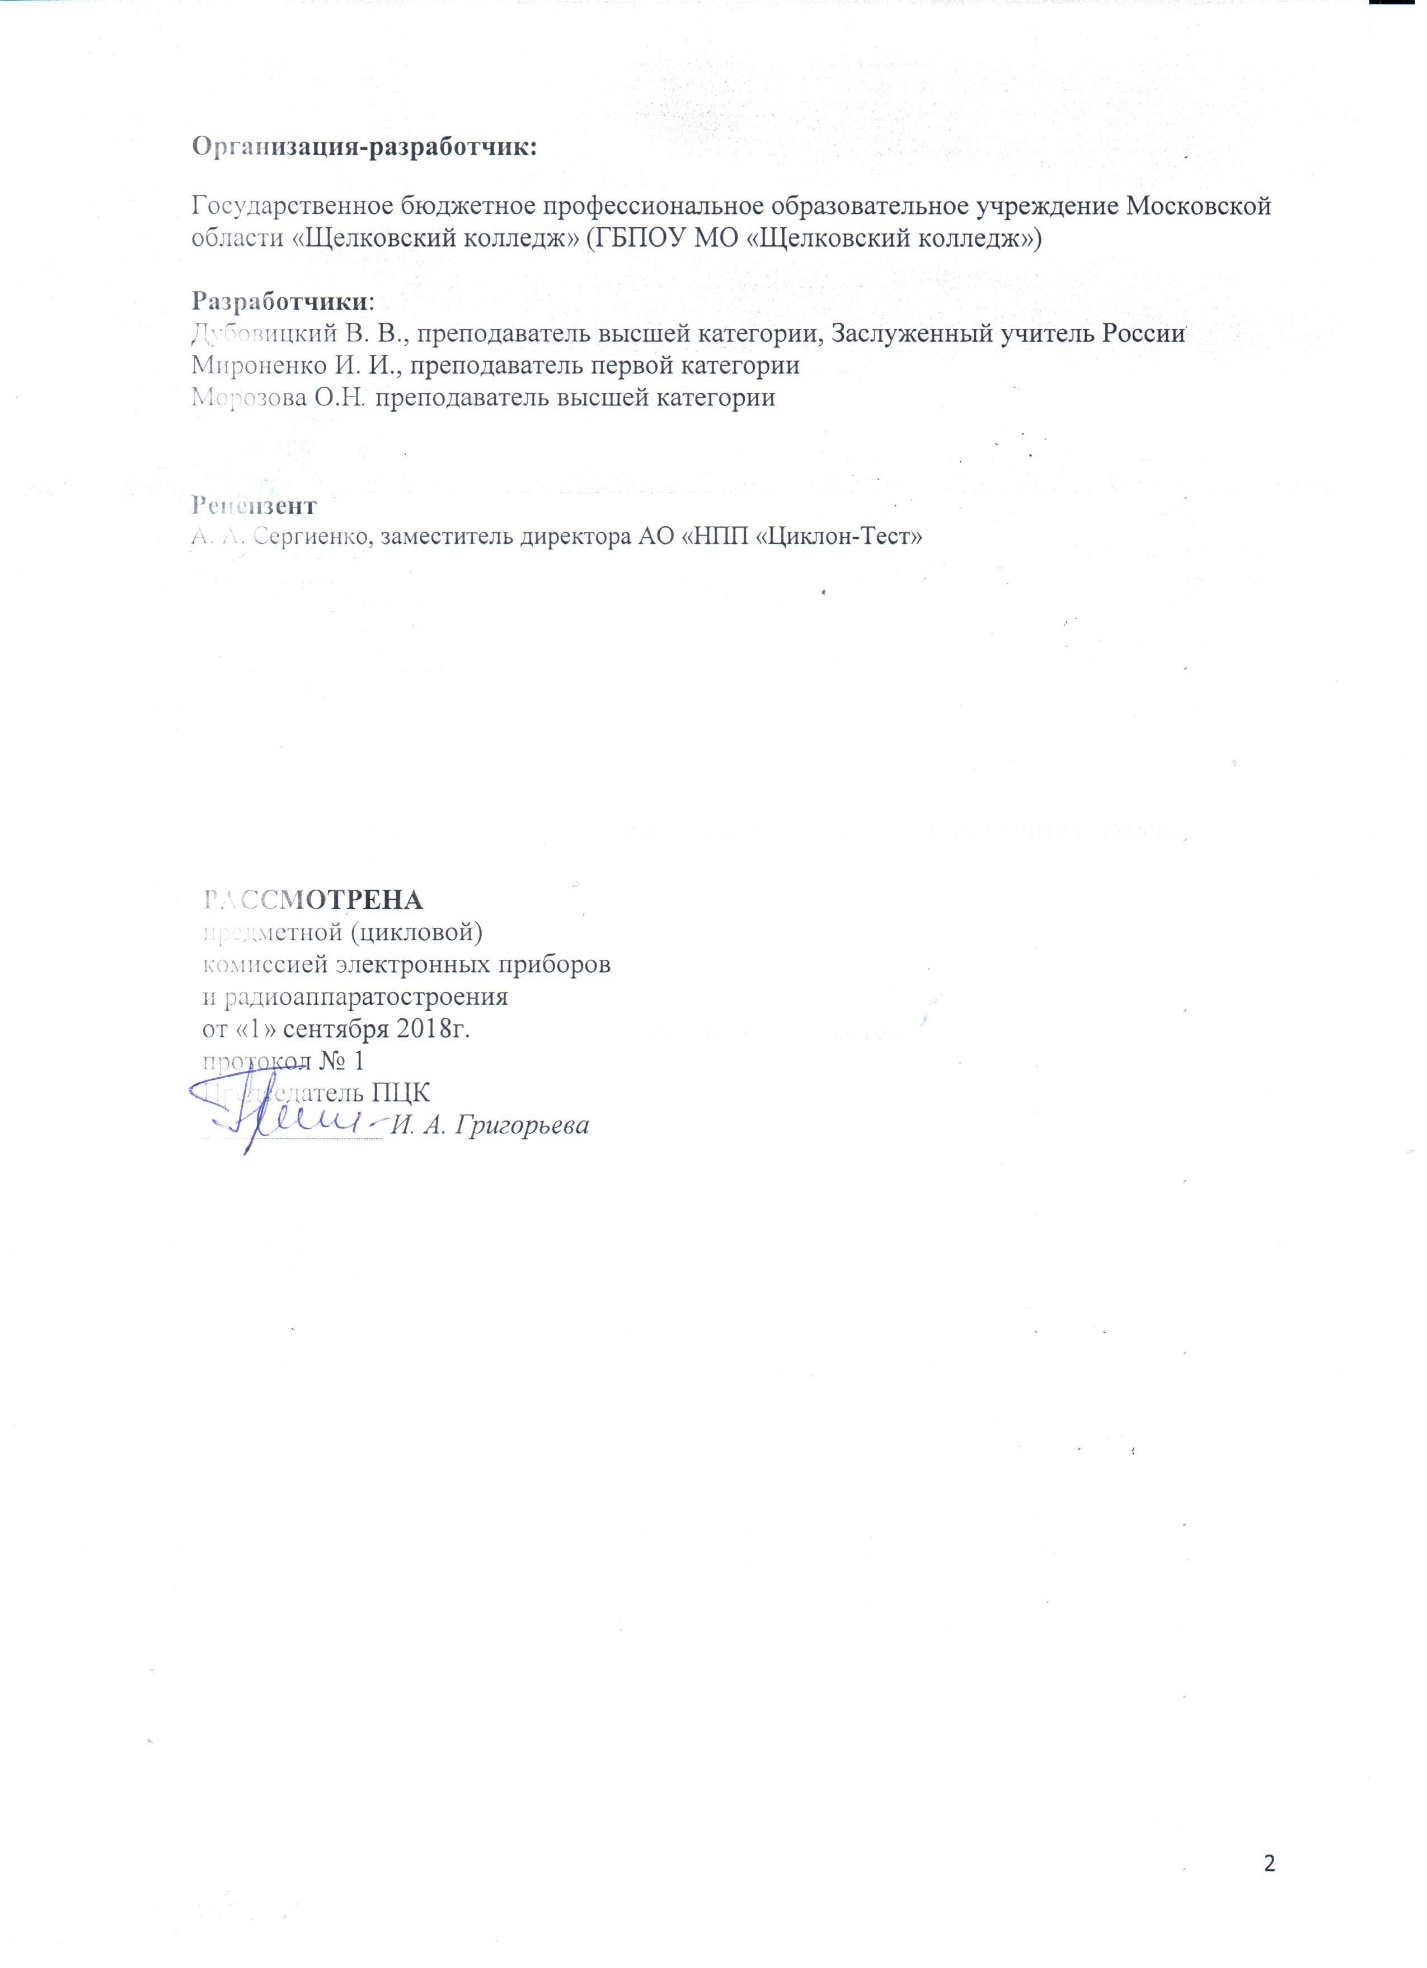 Организация-разработчик:
Государственное бюджетное профессиональное образовательное учреждение Московской
области «Щелковский колледж» (ГБПОУ МО «Щелковский колледж»)
Разработчики:
Дубовицкий В. В., преподаватель высшей категории, Заслуженный учитель России
Мироненко И. И., преподаватель первой категории
Морозова О.Н. преподаватель высшей категории
Рецензент
А. А. Сергиенко, заместитель директора АО «НПП «Циклон-Тест»
РАССМОТРЕНА
предметной (цикловой)
комиссией электронных приборов
и радиоаппаратостроения
от «1» сентября 2018г.
протокол № 1
Председатель ПЦК
И. А. Григорьева
2